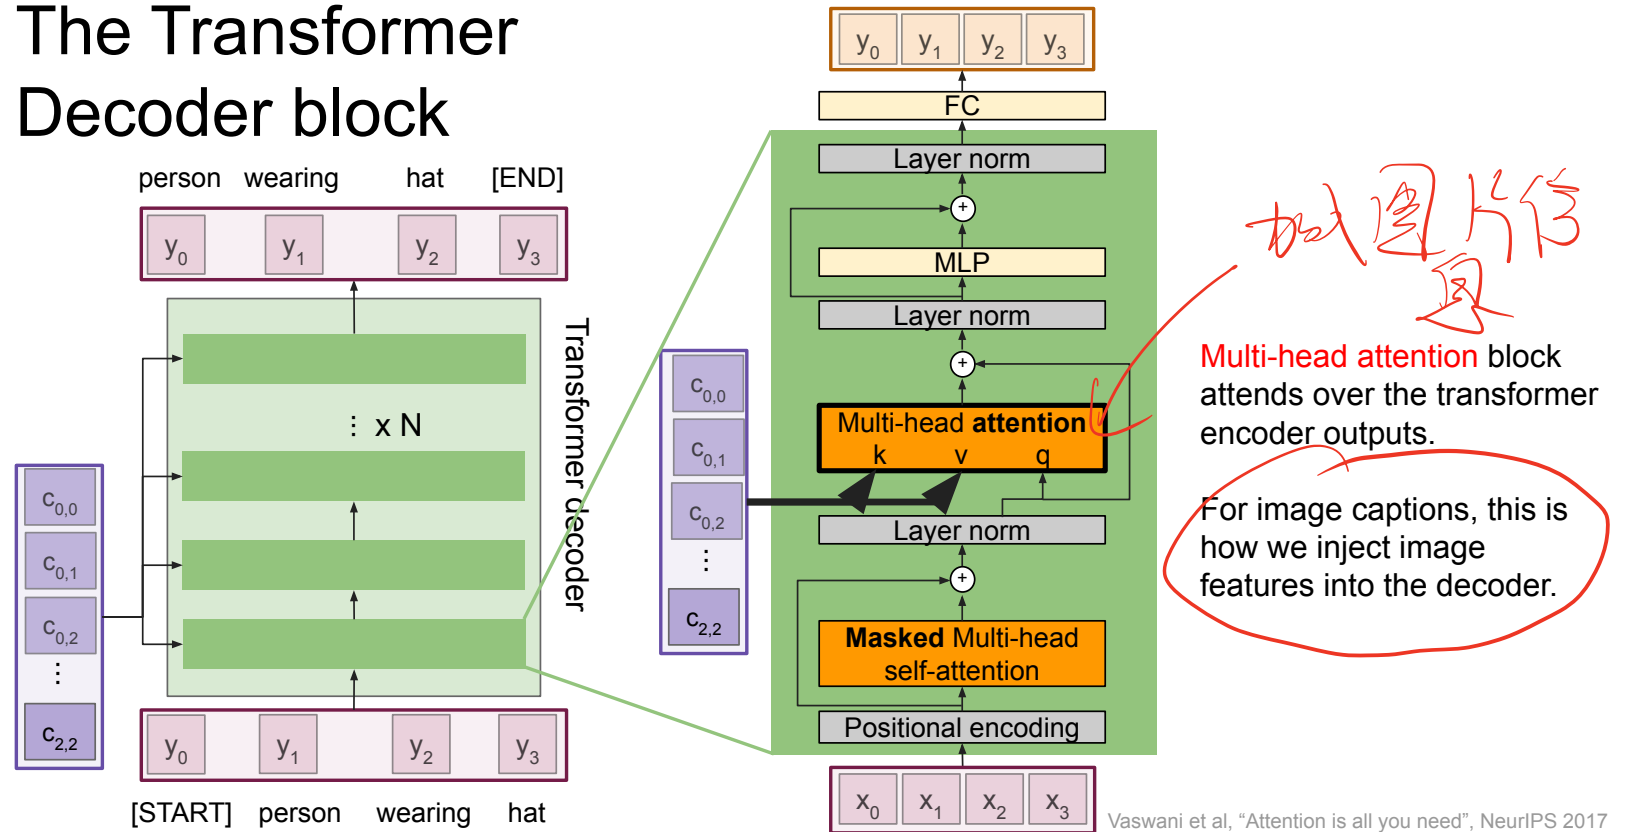 The Transformer
Decoder block
person wearing hat [END]
y0 y1 y2 y3
⋮ x N
Transformer decoder
c0,0
c0,1
c0,2
⋮
c2,2
y0 y1 y2 y3
[START] person wearing hat
y0 y1 y2 y3
FC
Layer norm
+
MLP
Layer norm
+
Multi-head attention
k v q
Layer norm
+
Masked Multi-head
self-attention
Positional encoding
x0 x1 x2 x3
c0,0
c0,1
c0,2
⋮
c2,2
加图片信
息
Multi-head attention block
attends over the transformer
encoder outputs.
For image captions, this is
how we inject image
features into the decoder.
Vaswani et al, “Attention is all you need”, NeurIPS 2017